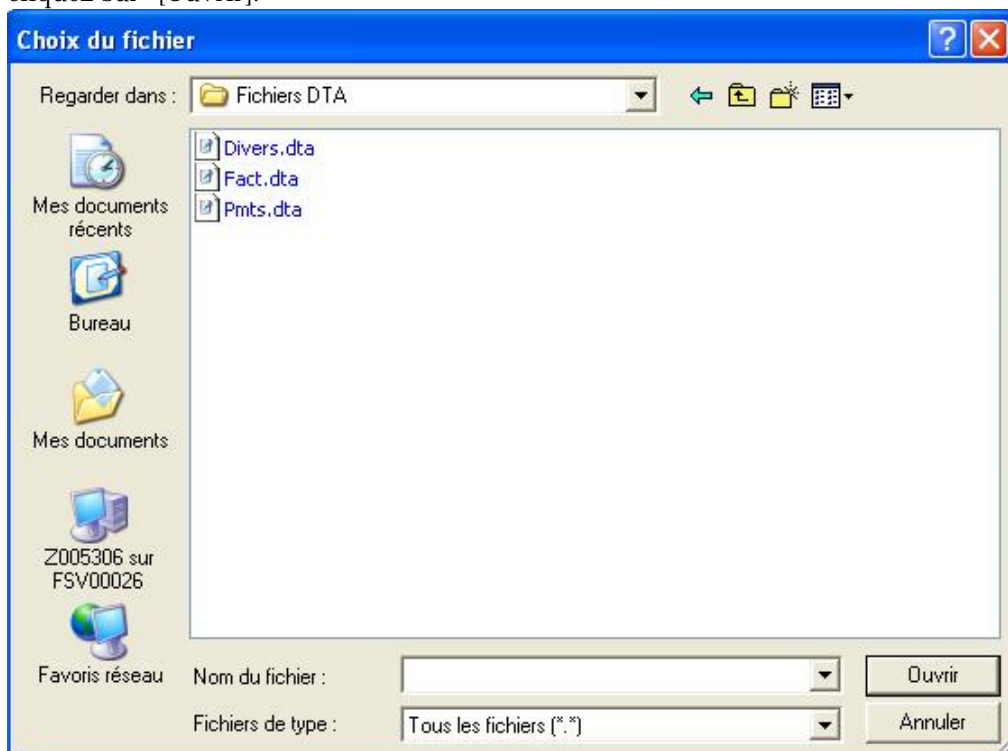 Choix du fichier
Regarder dans :
Fichiers DTA
Divers.dta
Fact.dta
Pmts.dta
Mes documents
récents
Bureau
Mes documents
Z005306 sur
FSV00026
Favoris réseau
Nom du fichier :
Ouvrir
Fichiers de type :
Tous les fichiers (*.*)
Annuler